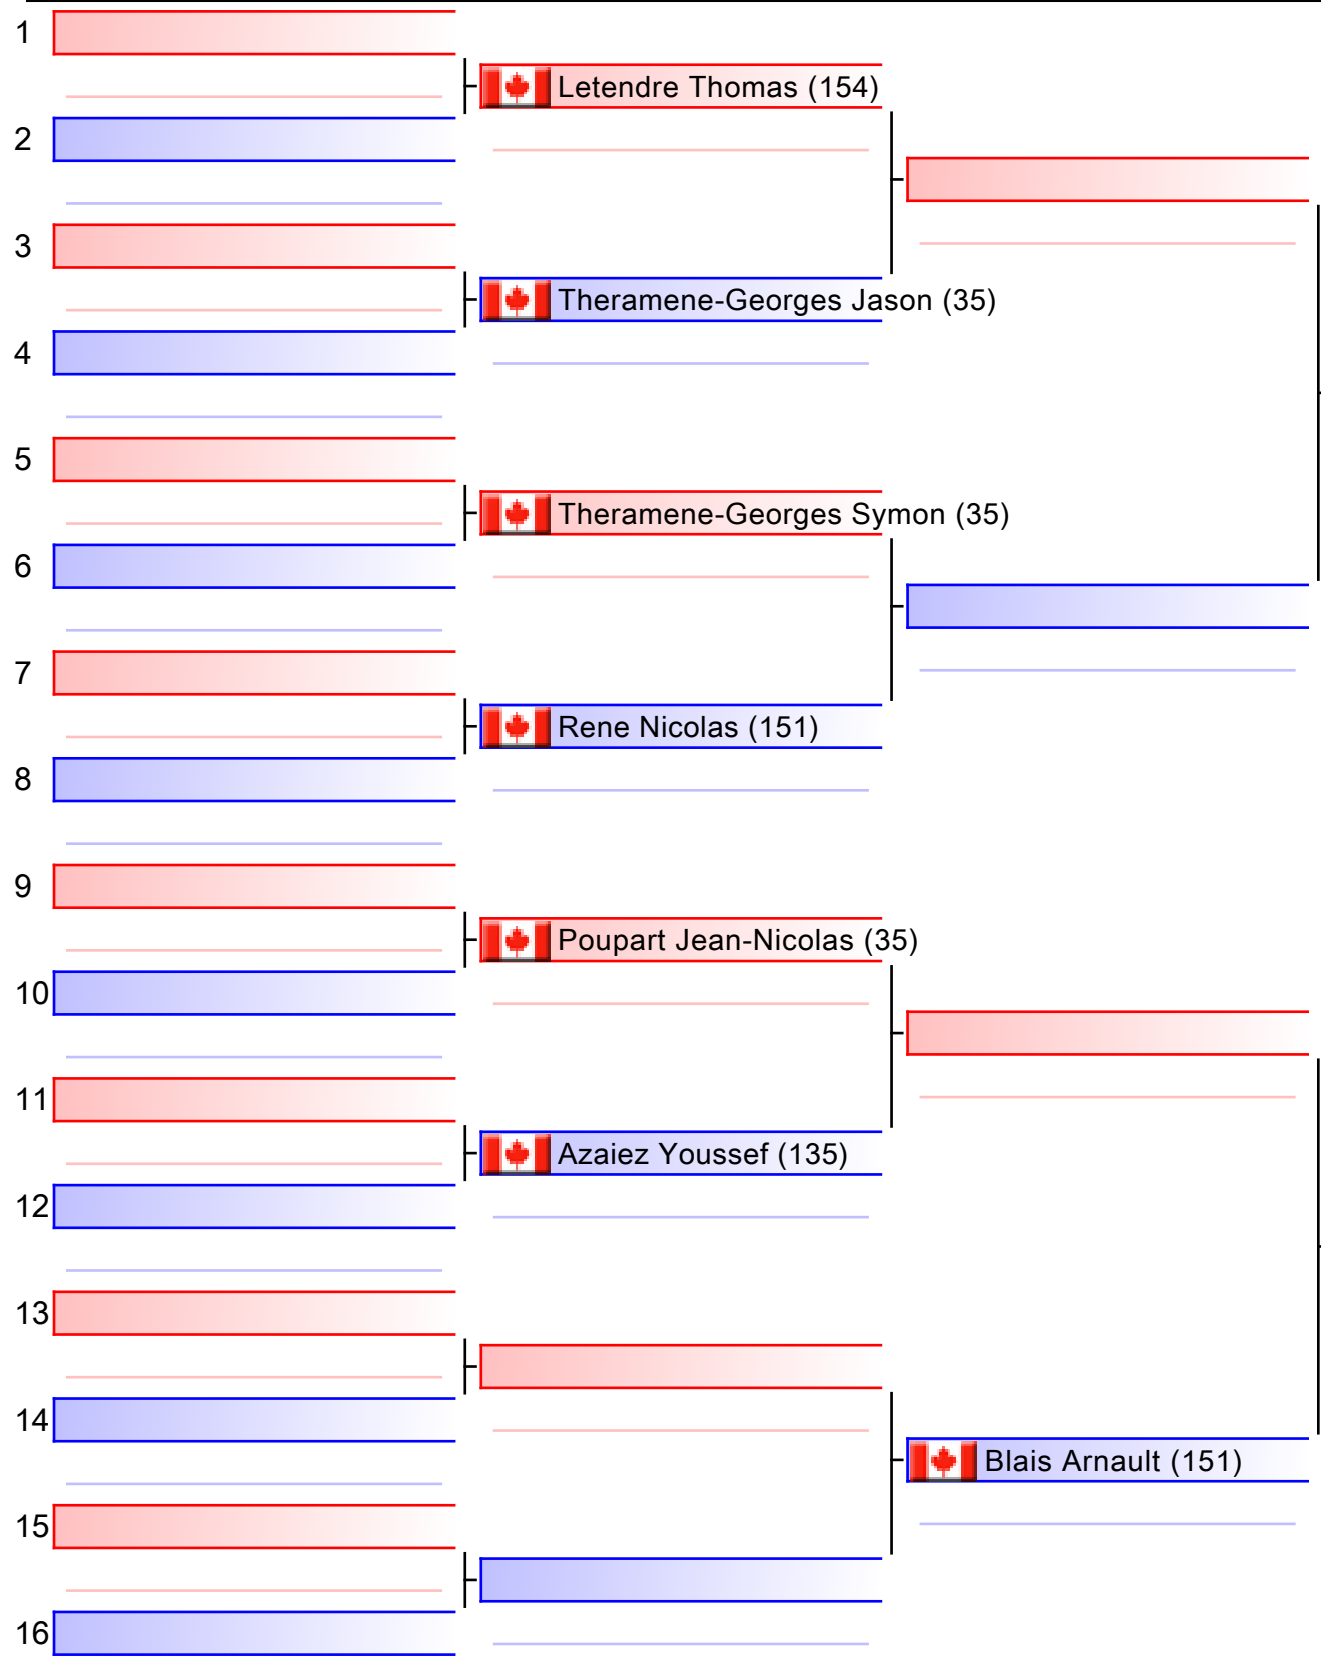 1
Letendre Thomas (154)
2
3
Theramene-Georges Jason (35)
4
5
Theramene-Georges Symon (35)
6
7
Rene Nicolas (151)
8
9
Poupart Jean-Nicolas (35)
10
11
Azaiez Youssef (135)
12
13
14
Blais Arnault (151)
15
16